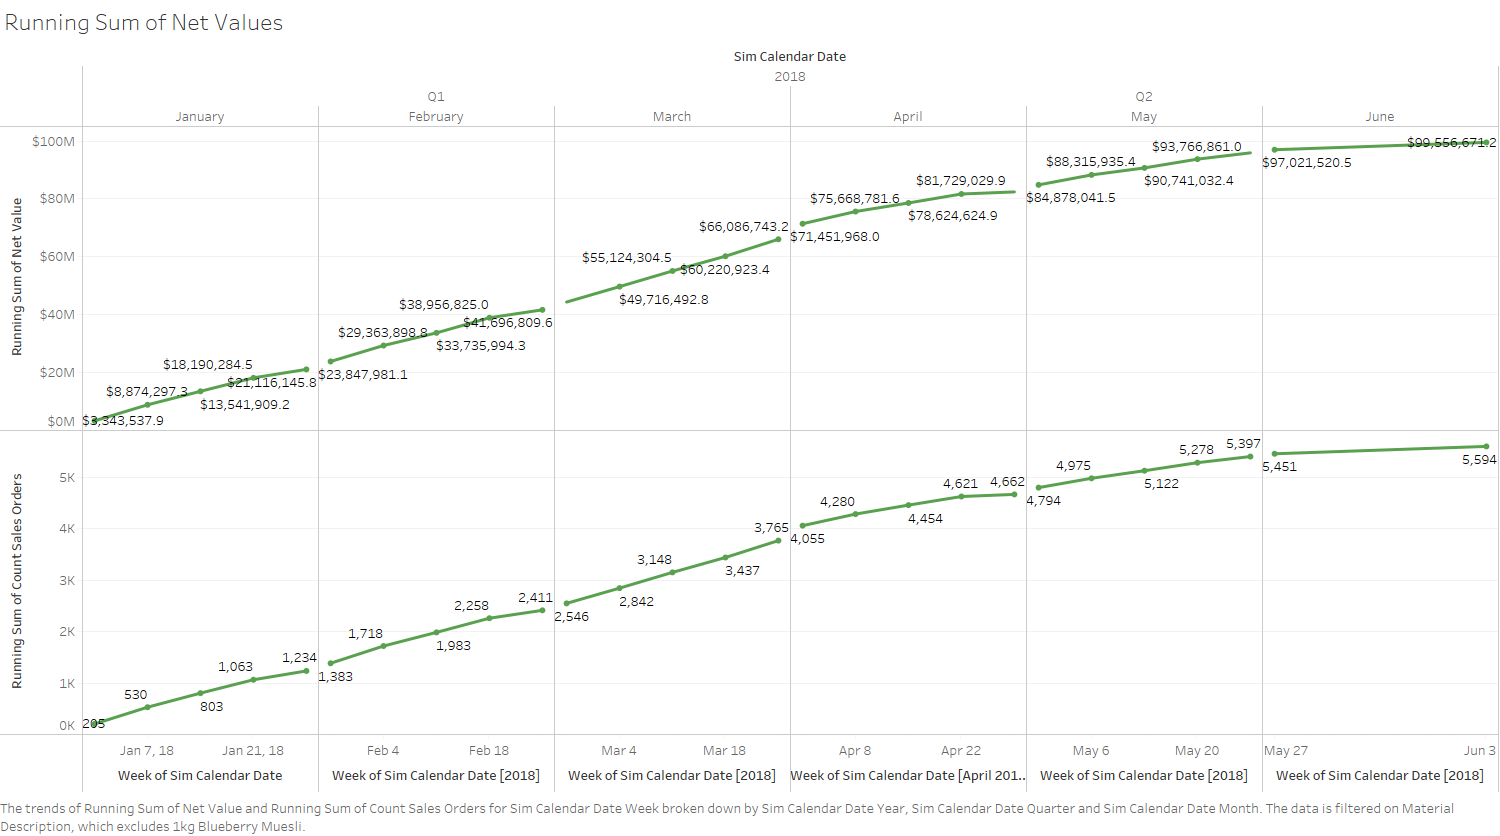 Running Sum of Net Values
Sim Calendar Date
2018
Q1
Q2
January
February
March
April
May
June
Running Sum of Net Value
$100M
$80M
$60M
$40M
$20M
$0M
$3,343,537.9
$8,874,297.3
$13,541,909.2
$18,190,284.5
$21,116,145.8
$23,847,981.1
$29,363,898.8
$33,735,994.3
$38,956,825.0
$41,696,809.6
$49,716,492.8
$55,124,304.5
$60,220,923.4
$66,086,743.2
$71,451,968.0
$75,668,781.6
$78,624,624.9
$81,729,029.9
$84,878,041.5
$88,315,935.4
$90,741,032.4
$93,766,861.0
$97,021,520.5
$99,556,671.2
Running Sum of Count Sales Orders
5K
4K
3K
2K
1K
0K
205
530
803
1,063
1,234
1,383
1,718
1,983
2,258
2,411
2,546
2,842
3,148
3,437
3,765
4,055
4,280
4,454
4,621
4,662
4,794
4,975
5,122
5,278
5,397
5,451
5,594
Jan 7, 18
Jan 21, 18
Feb 4
Feb 18
Mar 4
Mar 18
Apr 8
Apr 22
May 6
May 20
May 27
Jun 3
Week of Sim Calendar Date
Week of Sim Calendar Date [2018]
Week of Sim Calendar Date [2018]
Week of Sim Calendar Date [April 201..
Week of Sim Calendar Date [2018]
Week of Sim Calendar Date [2018]
The trends of Running Sum of Net Value and Running Sum of Count Sales Orders for Sim Calendar Date Week broken down by Sim Calendar Date Year, Sim Calendar Date Quarter and Sim Calendar Date Month. The data is filtered on Material
Description, which excludes 1kg Blueberry Muesli.